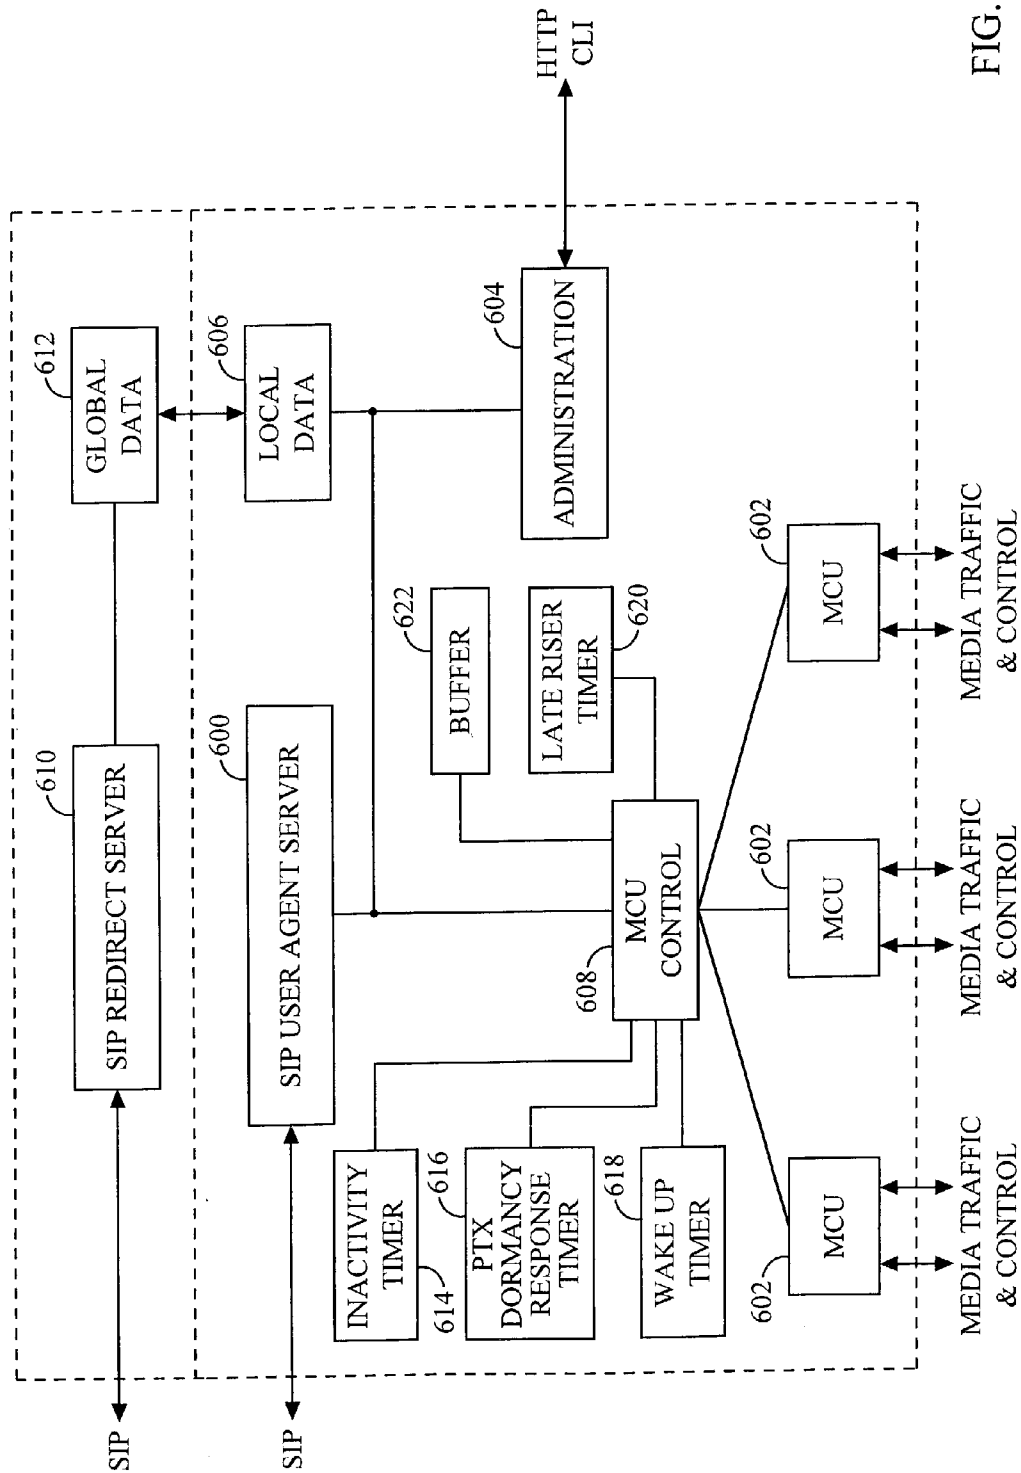 SIP
610
SIP REDIRECT SERVER
612
GLOBAL
DATA
SIP
600
SIP USER AGENT SERVER
606
LOCAL
DATA
INACTIVITY
TIMER
614
616
PTX
DORMANCY
RESPONSE
TIMER
618
WAKE UP
TIMER
622
BUFFER
LATE RISER
TIMER
620
604
ADMINISTRATION
HTTP
CLI
608
MCU
CONTROL
602
MCU
602
MCU
602
MCU
MEDIA TRAFFIC
& CONTROL
MEDIA TRAFFIC
& CONTROL
MEDIA TRAFFIC
& CONTROL
FIG.